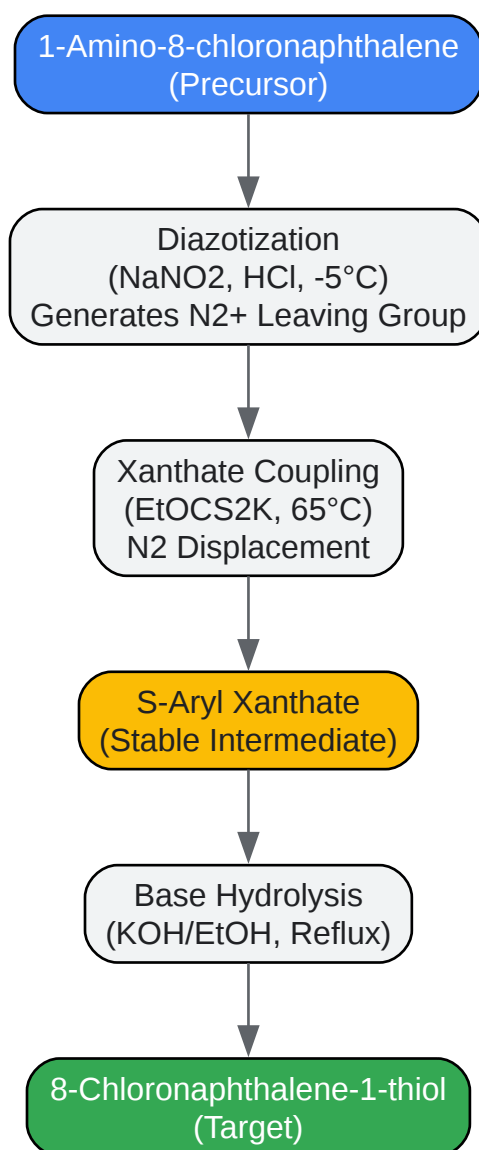 1-Amino-8-chloronaphthalene
(Precursor)
Diazotization
(NaNO2, HCl, -5°C)
Generates N2+ Leaving Group
Xanthate Coupling
(EtOCS2K, 65°C)
N2 Displacement
S-Aryl Xanthate
(Stable Intermediate)
Base Hydrolysis
(KOH/EtOH, Reflux)
8-Chloronaphthalene-1-thiol
(Target)